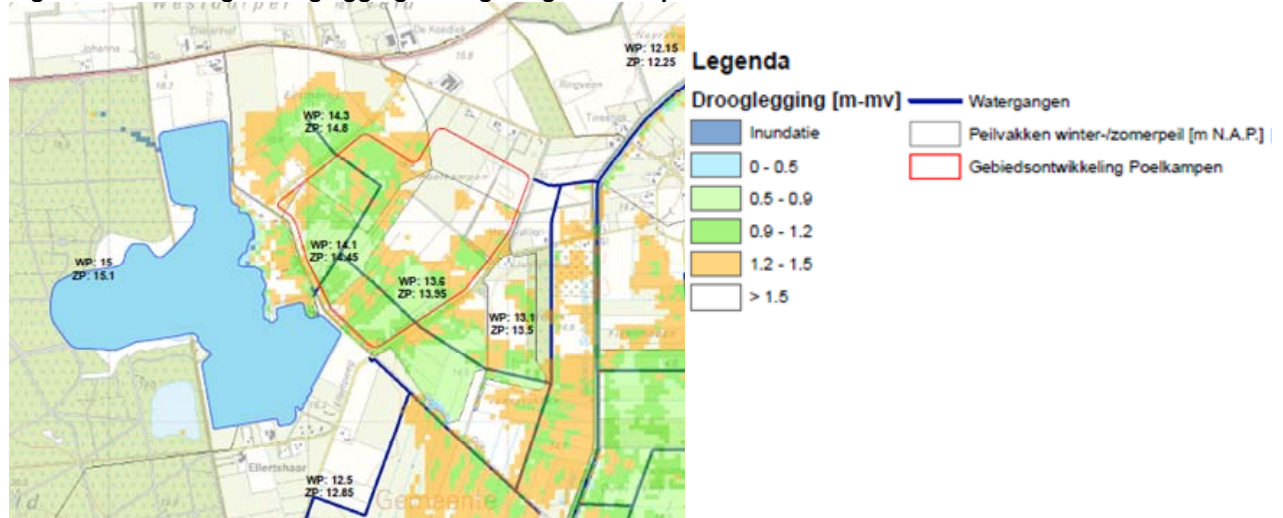 Johanna
De Koedijk
WP: 12.15
ZP: 12.25
Ringveen
WP: 14.3
ZP: 14.8
WP: 14.1
ZP: 14.45
WP: 15
ZP: 15.1
WP: 13.6
ZP: 13.95
WP: 13.1
ZP: 13.5
Ellertshaar
WP: 12.5
ZP: 12.85
Gemeente
Legenda
Drooglegging [m-mv]
Inundatie
0 - 0.5
0.5 - 0.9
0.9 - 1.2
1.2 - 1.5
> 1.5
Watergangen
Peilvakken winter-/zomerpeil [m N.A.P.]
Gebiedsontwikkeling Poelkampen